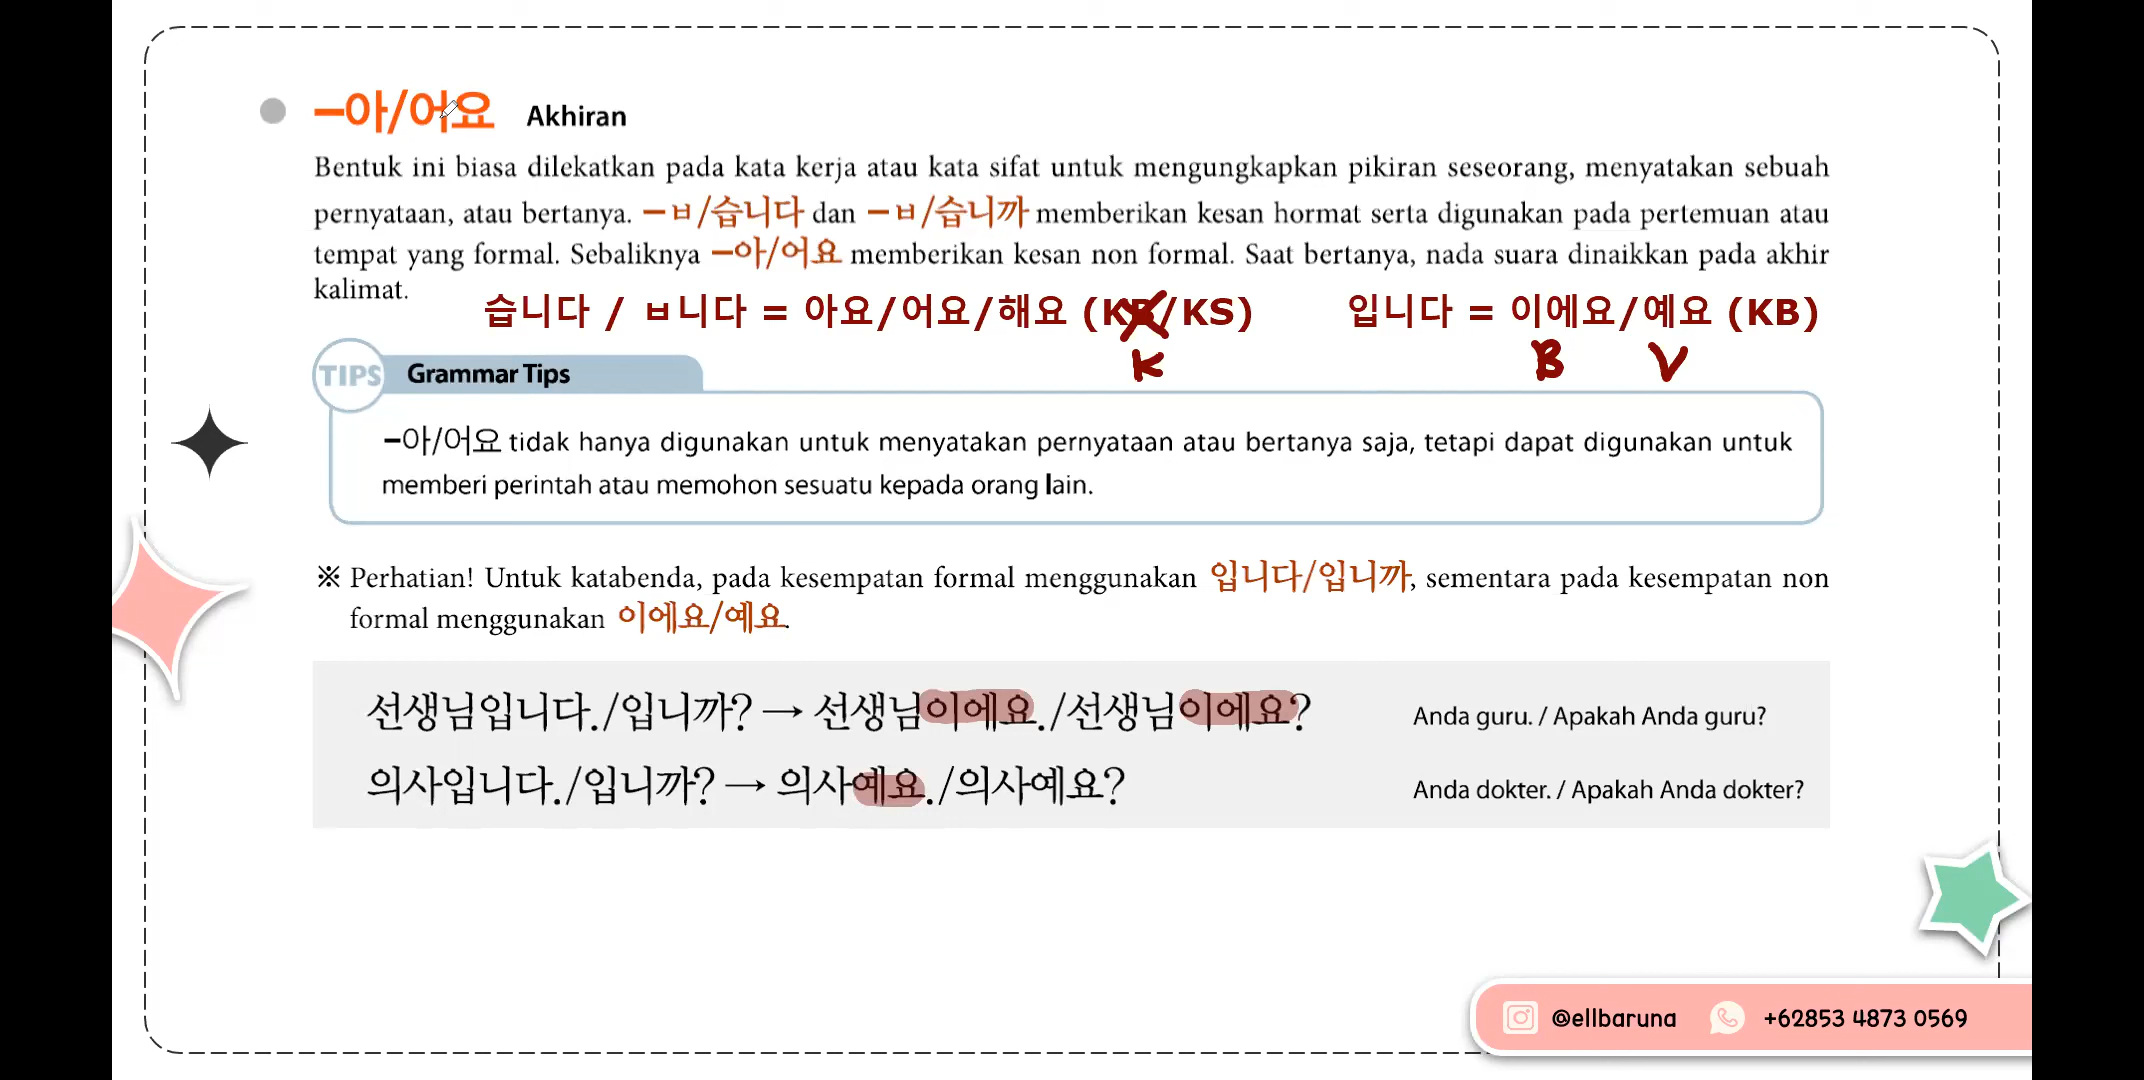 –아/어요 Akhiran
Bentuk ini biasa dilekatkan pada kata kerja atau kata sifat untuk mengungkapkan pikiran seseorang, menyatakan sebuah
pernyataan, atau bertanya. –ㅂ/습니다 dan –ㅂ/습니까 memberikan kesan hormat serta digunakan pada pertemuan atau
tempat yang formal. Sebaliknya –아/어요 memberikan kesan non formal. Saat bertanya, nada suara dinaikkan pada akhir
kalimat.
습니다 / ㅂ니다 = 아요/어요/해요 (KB/KS) 입니다 = 이에요/예요 (KB)
K B V
TIPS Grammar Tips
–아/어요 tidak hanya digunakan untuk menyatakan pernyataan atau bertanya saja, tetapi dapat digunakan untuk
memberi perintah atau memohon sesuatu kepada orang lain.
※ Perhatian! Untuk katabenda, pada kesempatan formal menggunakan 입니다/입니까, sementara pada kesempatan non
formal menggunakan 이에요/예요.
선생님입니다./입니까? → 선생님이에요./선생님이에요? Anda guru. / Apakah Anda guru?
의사입니다./입니까? → 의사예요./의사예요? Anda dokter. / Apakah Anda dokter?
@ellbaruna +62853 4873 0569